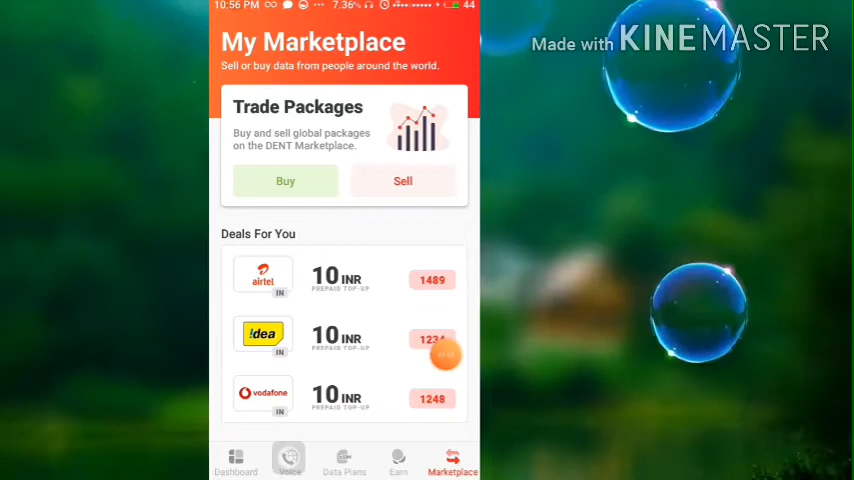 10:56 PM
7.36%
44
My Marketplace
Sell or buy data from people around the world.
Made with KINEMASTER
Trade Packages
Buy and sell global packages
on the DENT Marketplace.
Buy
Sell
Deals For You
airtel
IN
10 INR
PREPAID TOP-UP
1489
!dea
IN
10 INR
PREPAID TOP-UP
1234
vodafone
IN
10 INR
PREPAID TOP-UP
1248
Dashboard
Voice
Data Plans
Earn
Marketplace